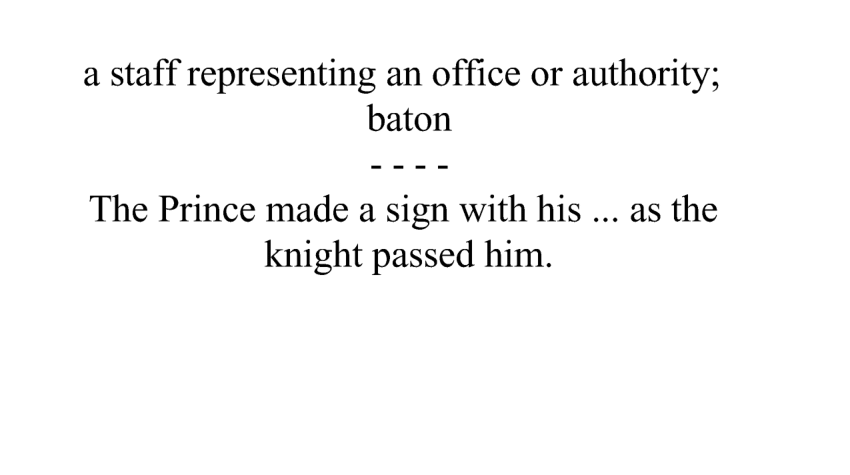 a staff representing an office or authority;
baton
- - - -
The Prince made a sign with his ... as the
knight passed him.